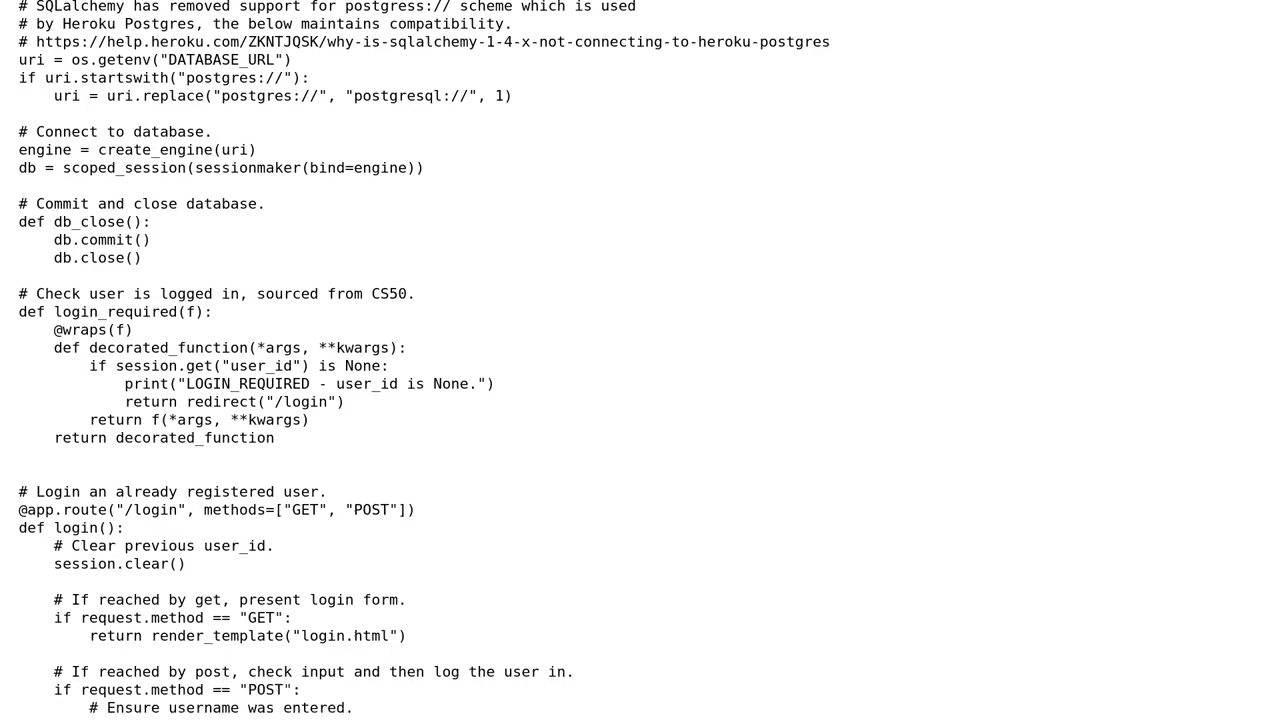 # SQLalchemy has removed support for postgress:// scheme which is used
# by Heroku Postgres, the below maintains compatibility.
# https://help.heroku.com/ZKNTJQSK/why-is-sqlalchemy-1-4-x-not-connecting-to-heroku-postgres
uri = os.getenv("DATABASE_URL")
if uri.startswith("postgres://"):
    uri = uri.replace("postgres://", "postgresql://", 1)

# Connect to database.
engine = create_engine(uri)
db = scoped_session(sessionmaker(bind=engine))

# Commit and close database.
def db_close():
    db.commit()
    db.close()

# Check user is logged in, sourced from CS50.
def login_required(f):
    @wraps(f)
    def decorated_function(*args, **kwargs):
        if session.get("user_id") is None:
            print("LOGIN_REQUIRED - user_id is None.")
            return redirect("/login")
        return f(*args, **kwargs)
    return decorated_function


# Login an already registered user.
@app.route("/login", methods=["GET", "POST"])
def login():
    # Clear previous user_id.
    session.clear()

    # If reached by get, present login form.
    if request.method == "GET":
        return render_template("login.html")

    # If reached by post, check input and then log the user in.
    if request.method == "POST":
        # Ensure username was entered.